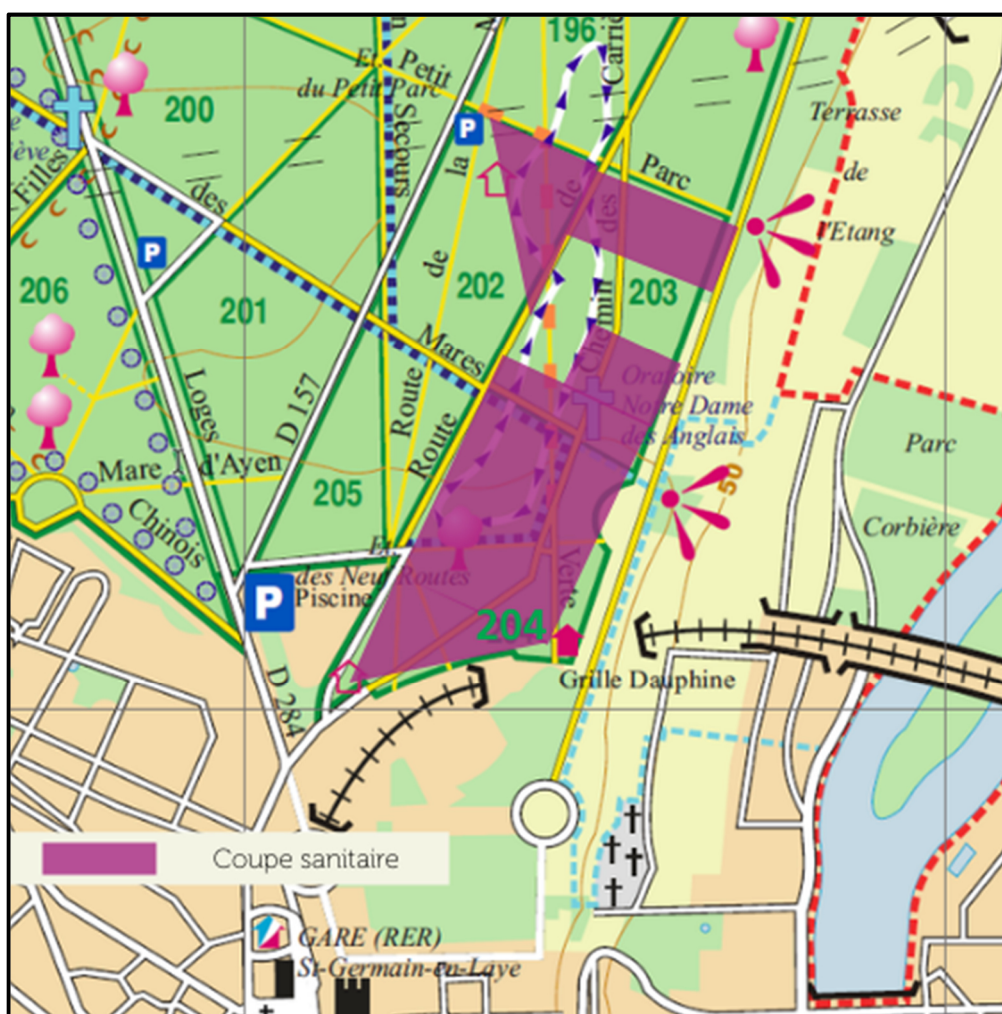 196
Carriè
Et. Petit
du Petit Parc
200
Secours
P
la
Parc
Terrasse
de
l'Etang
Filles
des
de
des
P
de
206
201
202
203
Mares
Chemin
Oratoire
Notre Dame
des Anglais
Loges
D 157
Route
Route
Parc
50
Mare
d'Ayen
205
Chinois
Corbière
Et.
des Neuf Routes
Piscine
P
Verte
204
Grille Dauphine
D 284
Coupe sanitaire
GARE (RER)
St-Germain-en-Laye